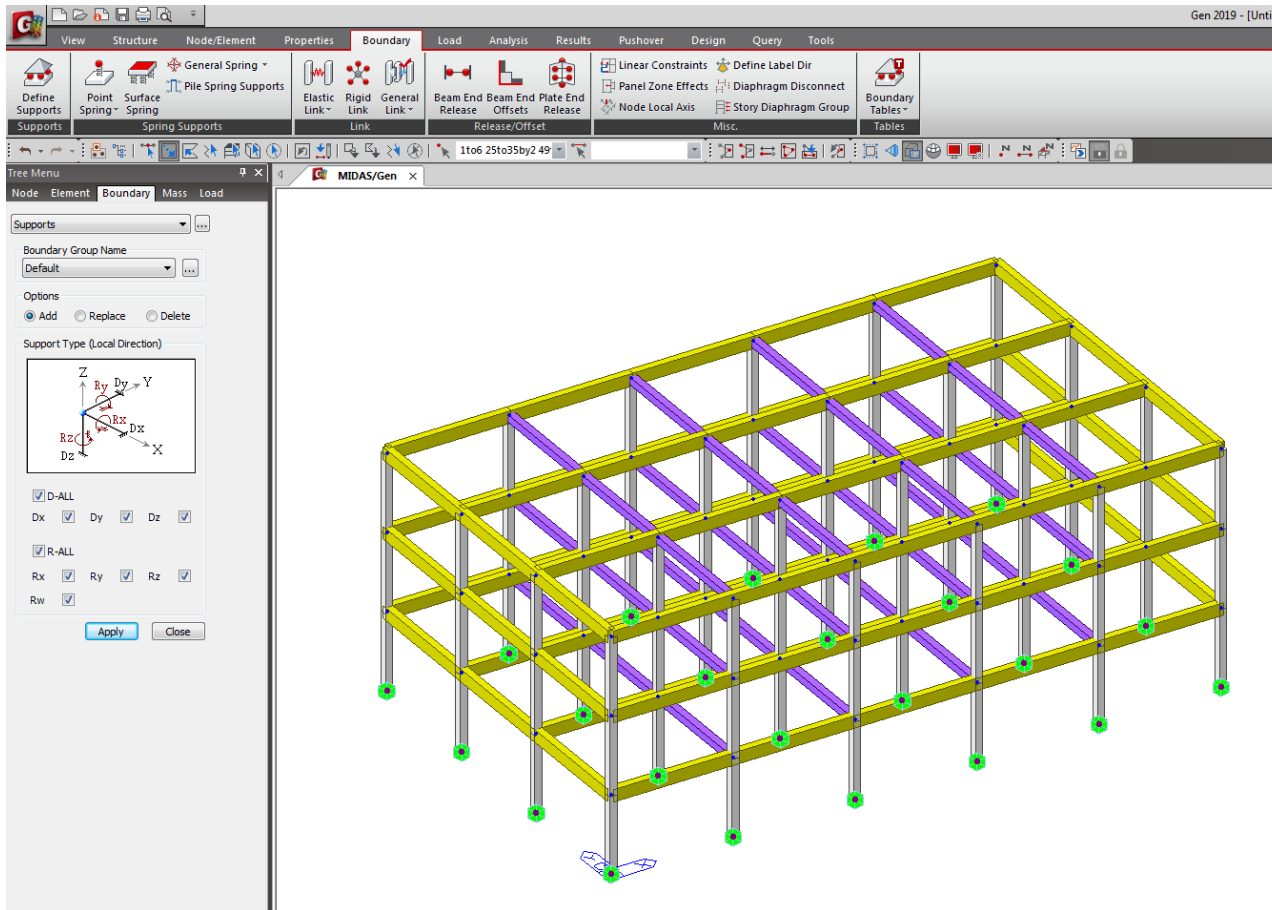 Gen 2019 - [Unti
View Structure Node/Element Properties Boundary Load Analysis Results Pushover Design Query Tools
Define Supports
Point Spring
Surface Spring
General Spring
Pile Spring Supports
Elastic Link
Rigid Link
General Link
Beam End Release
Beam End Offsets
Plate End Release
Linear Constraints
Panel Zone Effects
Node Local Axis
Define Label Dir
Diaphragm Disconnect
Story Diaphragm Group
Boundary Tables
Supports Spring Supports Link Release/Offset Misc. Tables
1to6 25to35by2 49
Tree Menu
Node Element Boundary Mass Load
MIDAS/Gen
Supports
Boundary Group Name
Default
Options
Add Replace Delete
Support Type (Local Direction)
Z
Ry Dy Y
Rx Dx
Rz
Dz X
D-ALL
Dx Dy Dz
R-ALL
Rx Ry Rz
Rw
Apply Close